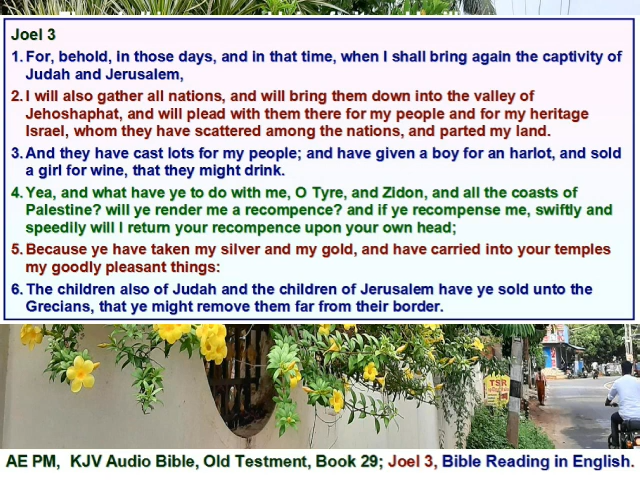 Joel 3
1. For, behold, in those days, and in that time, when I shall bring again the captivity of
Judah and Jerusalem,
2. I will also gather all nations, and will bring them down into the valley of
Jehoshaphat, and will plead with them there for my people and for my heritage
Israel, whom they have scattered among the nations, and parted my land.
3. And they have cast lots for my people; and have given a boy for an harlot, and sold
a girl for wine, that they might drink.
4. Yea, and what have ye to do with me, O Tyre, and Zidon, and all the coasts of
Palestine? will ye render me a recompence? and if ye recompense me, swiftly and
speedily will I return your recompence upon your own head;
5. Because ye have taken my silver and my gold, and have carried into your temples
my goodly pleasant things:
6. The children also of Judah and the children of Jerusalem have ye sold unto the
Grecians, that ye might remove them far from their border.
TSR
AE PM, KJV Audio Bible, Old Testment, Book 29; Joel 3, Bible Reading in English.